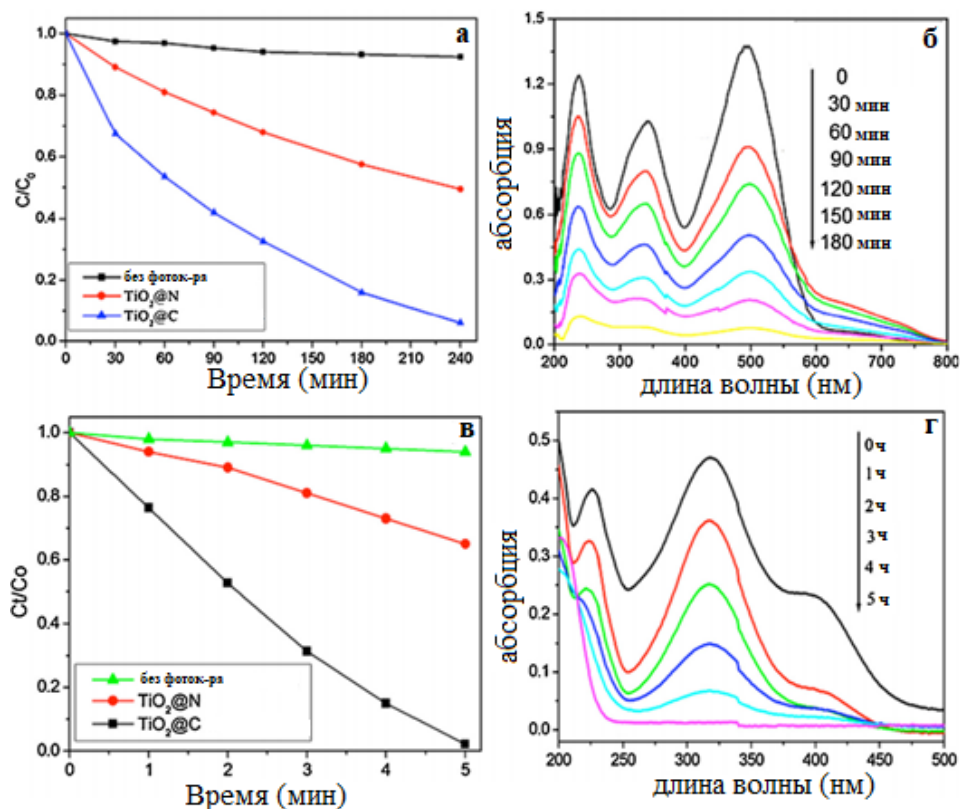 а
1.0
0.8
0.6
0.4
0.2
0.0
C/C₀
без фоток-ра
TiO₂@N
TiO₂@C
0 30 60 90 120 150 180 210 240
Время (мин)
б
1.5
1.2
0.9
0.6
0.3
0.0
абсорбция
0
30 мин
60 мин
90 мин
120 мин
150 мин
180 мин
200 300 400 500 600 700 800
длина волны (нм)
в
1.0
0.8
0.6
0.4
0.2
0.0
Ct/Co
без фоток-ра
TiO₂@N
TiO₂@C
0 1 2 3 4 5
Время (мин)
г
0.5
0.4
0.3
0.2
0.1
0.0
абсорбция
0 ч
1 ч
2 ч
3 ч
4 ч
5 ч
200 250 300 350 400 450 500
длина волны (нм)